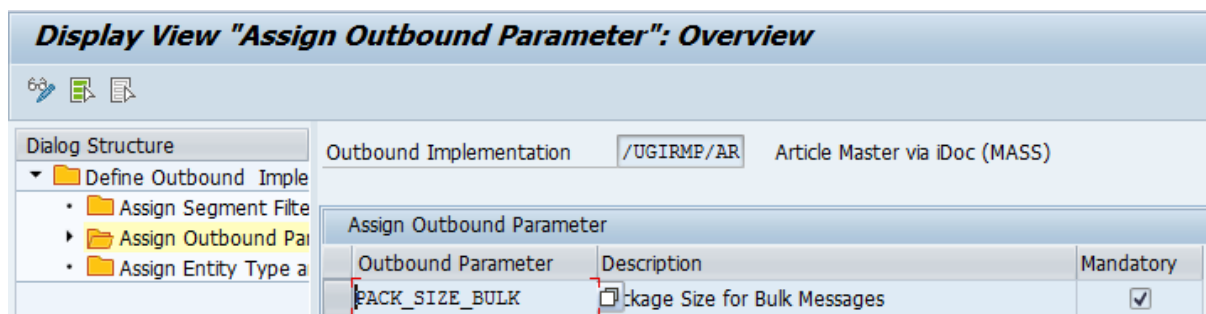 Display View "Assign Outbound Parameter": Overview
Dialog Structure
Define Outbound Imple
Assign Segment Filte
Assign Outbound Par
Assign Entity Type a
Outbound Implementation /UGIRMP/AR Article Master via iDoc (MASS)
Assign Outbound Parameter
Outbound Parameter Description Mandatory
PACK_SIZE_BULK ckage Size for Bulk Messages